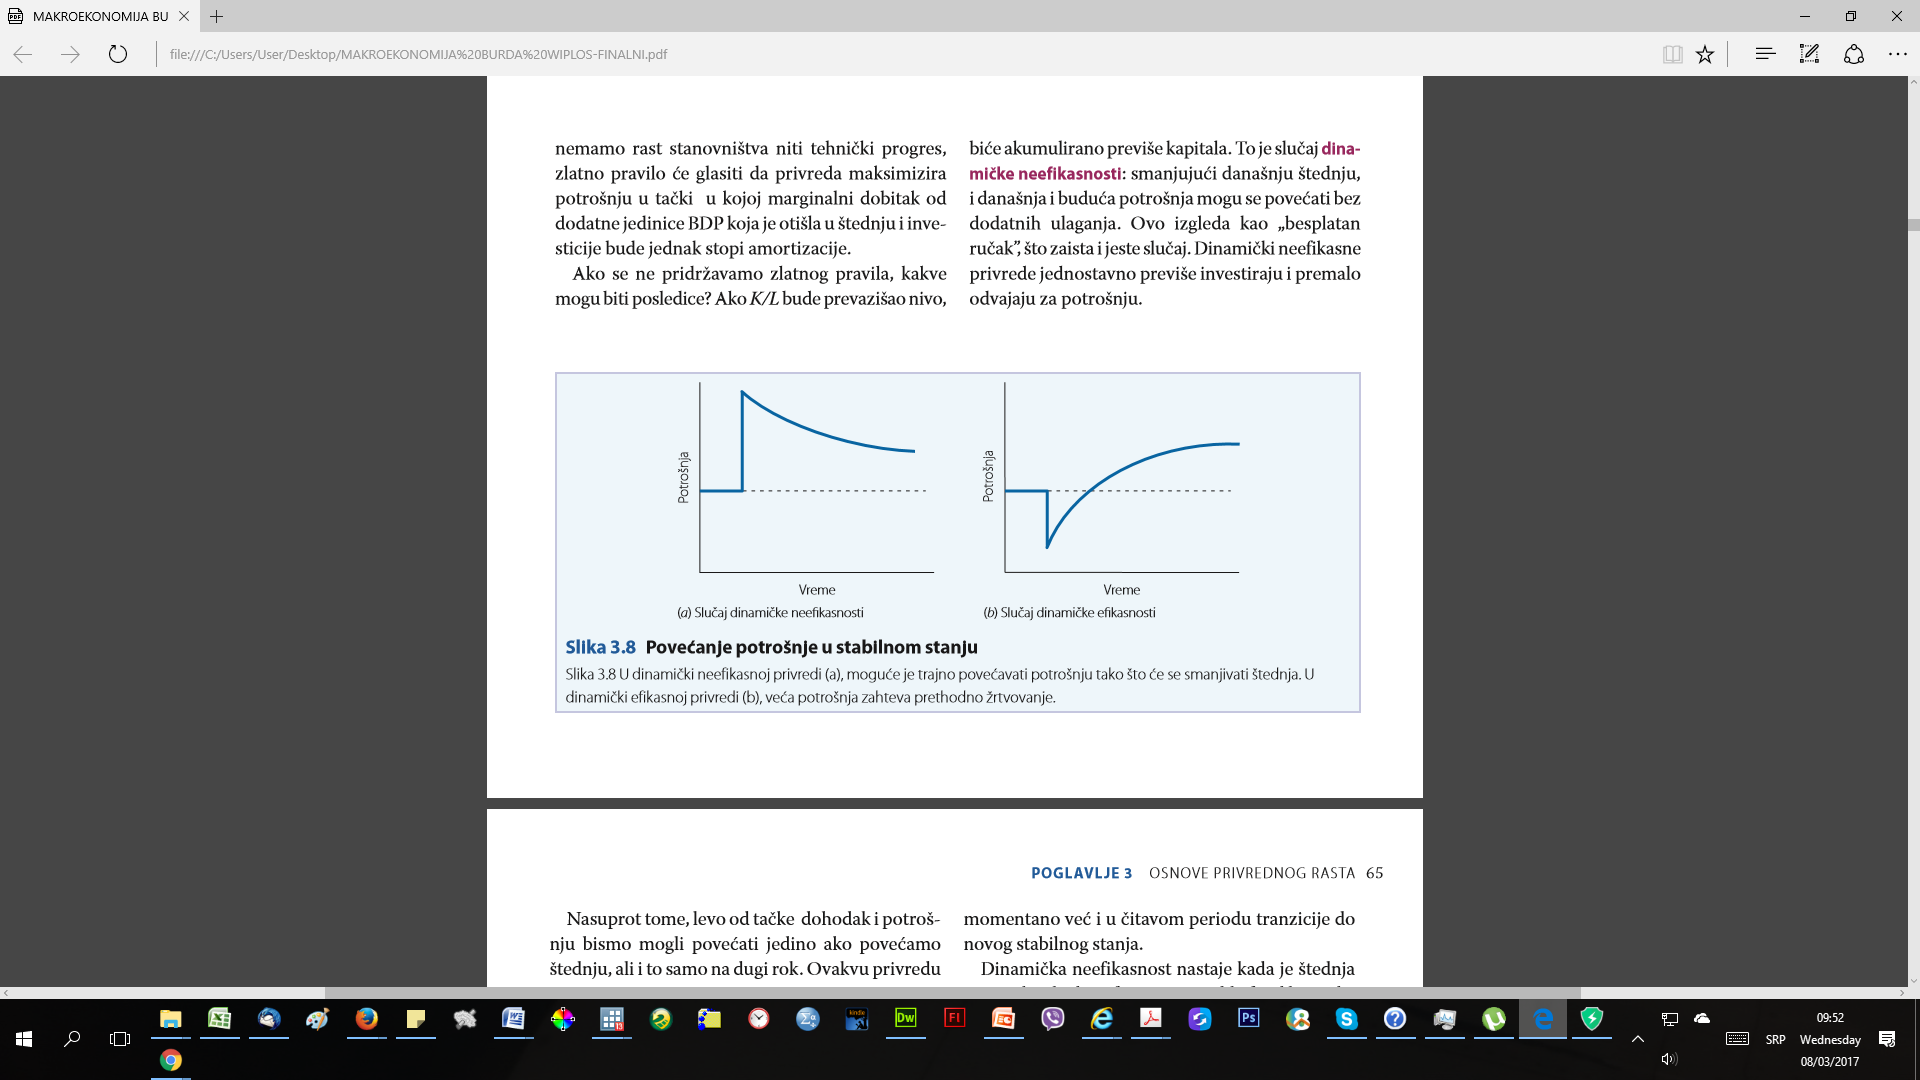 MAKROEKONOMIJA BU
file:///C:/Users/User/Desktop/MAKROEKONOMIJA%20BURDA%20WIPLOS-FINALNI.pdf
nemamo rast stanovništva niti tehnički progres,
zlatno pravilo će glasiti da privreda maksimizira
potrošnju u tački u kojoj marginalni dobitak od
dodatne jedinice BDP koja je otišla u štednju i inve-
sticije bude jednak stopi amortizacije.
Ako se ne pridržavamo zlatnog pravila, kakve
mogu biti posledice? Ako K/L bude prevazišao nivo,
biće akumulirano previše kapitala. To je slučaj dina-
mičke neefikasnosti: smanjujući današnju štednju,
i današnja i buduća potrošnja mogu se povećati bez
dodatnih ulaganja. Ovo izgleda kao „besplatan
ručak”, što zaista i jeste slučaj. Dinamički neefikasne
privrede jednostavno previše investiraju i premalo
odvajaju za potrošnju.
Potrošnja
Vreme
(a) Slučaj dinamičke neefikasnosti
Potrošnja
Vreme
(b) Slučaj dinamičke efikasnosti
Slika 3.8 Povećanje potrošnje u stabilnom stanju
Slika 3.8 U dinamički neefikasnoj privredi (a), moguće je trajno povećavati potrošnju tako što će se smanjivati štednja. U
dinamički efikasnoj privredi (b), veća potrošnja zahteva prethodno žrtvovanje.
POGLAVLJE 3 OSNOVE PRIVREDNOG RASTA 65
Nasuprot tome, levo od tačke dohodak i potroš-
nju bismo mogli povećati jedino ako povećamo
štednju, ali i to samo na dugi rok. Ovakvu privredu
momentano već i u čitavom periodu tranzicije do
novog stabilnog stanja.
Dinamička neefikasnost nastaje kada je štednja
SRP
09:52
Wednesday
08/03/2017